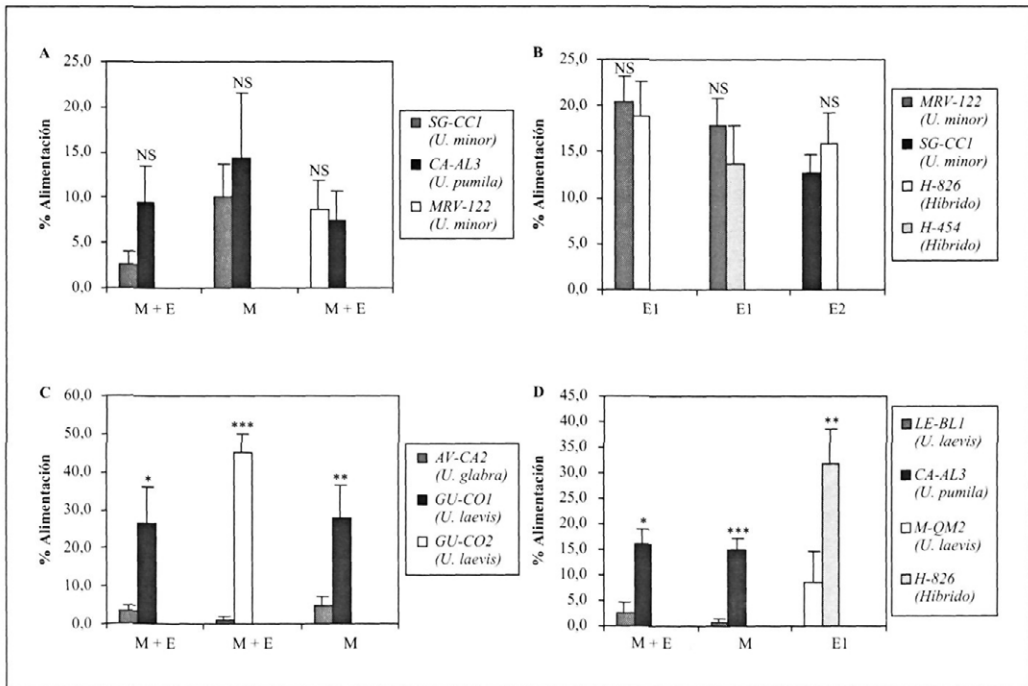 A
25,0
20,0
15,0
10,0
5,0
0,0
% Alimentación
NS
NS
NS
M + E
M
M + E
SG-CC1
(U. minor)
CA-AL3
(U. pumila)
MRV-122
(U. minor)
B
25,0
20,0
15,0
10,0
5,0
0,0
% Alimentación
NS
NS
NS
E1
E1
E2
MRV-122
(U. minor)
SG-CC1
(U. minor)
H-826
(Híbrido)
H-454
(Híbrido)
C
60,0
50,0
40,0
30,0
20,0
10,0
0,0
% Alimentación
*
***
**
M + E
M + E
M
AV-CA2
(U. glabra)
GU-CO1
(U. laevis)
GU-CO2
(U. laevis)
D
45,0
40,0
35,0
30,0
25,0
20,0
15,0
10,0
5,0
0,0
% Alimentación
*
***
**
M + E
M
E1
LE-BL1
(U. laevis)
CA-AL3
(U. pumila)
M-QM2
(U. laevis)
H-826
(Híbrido)